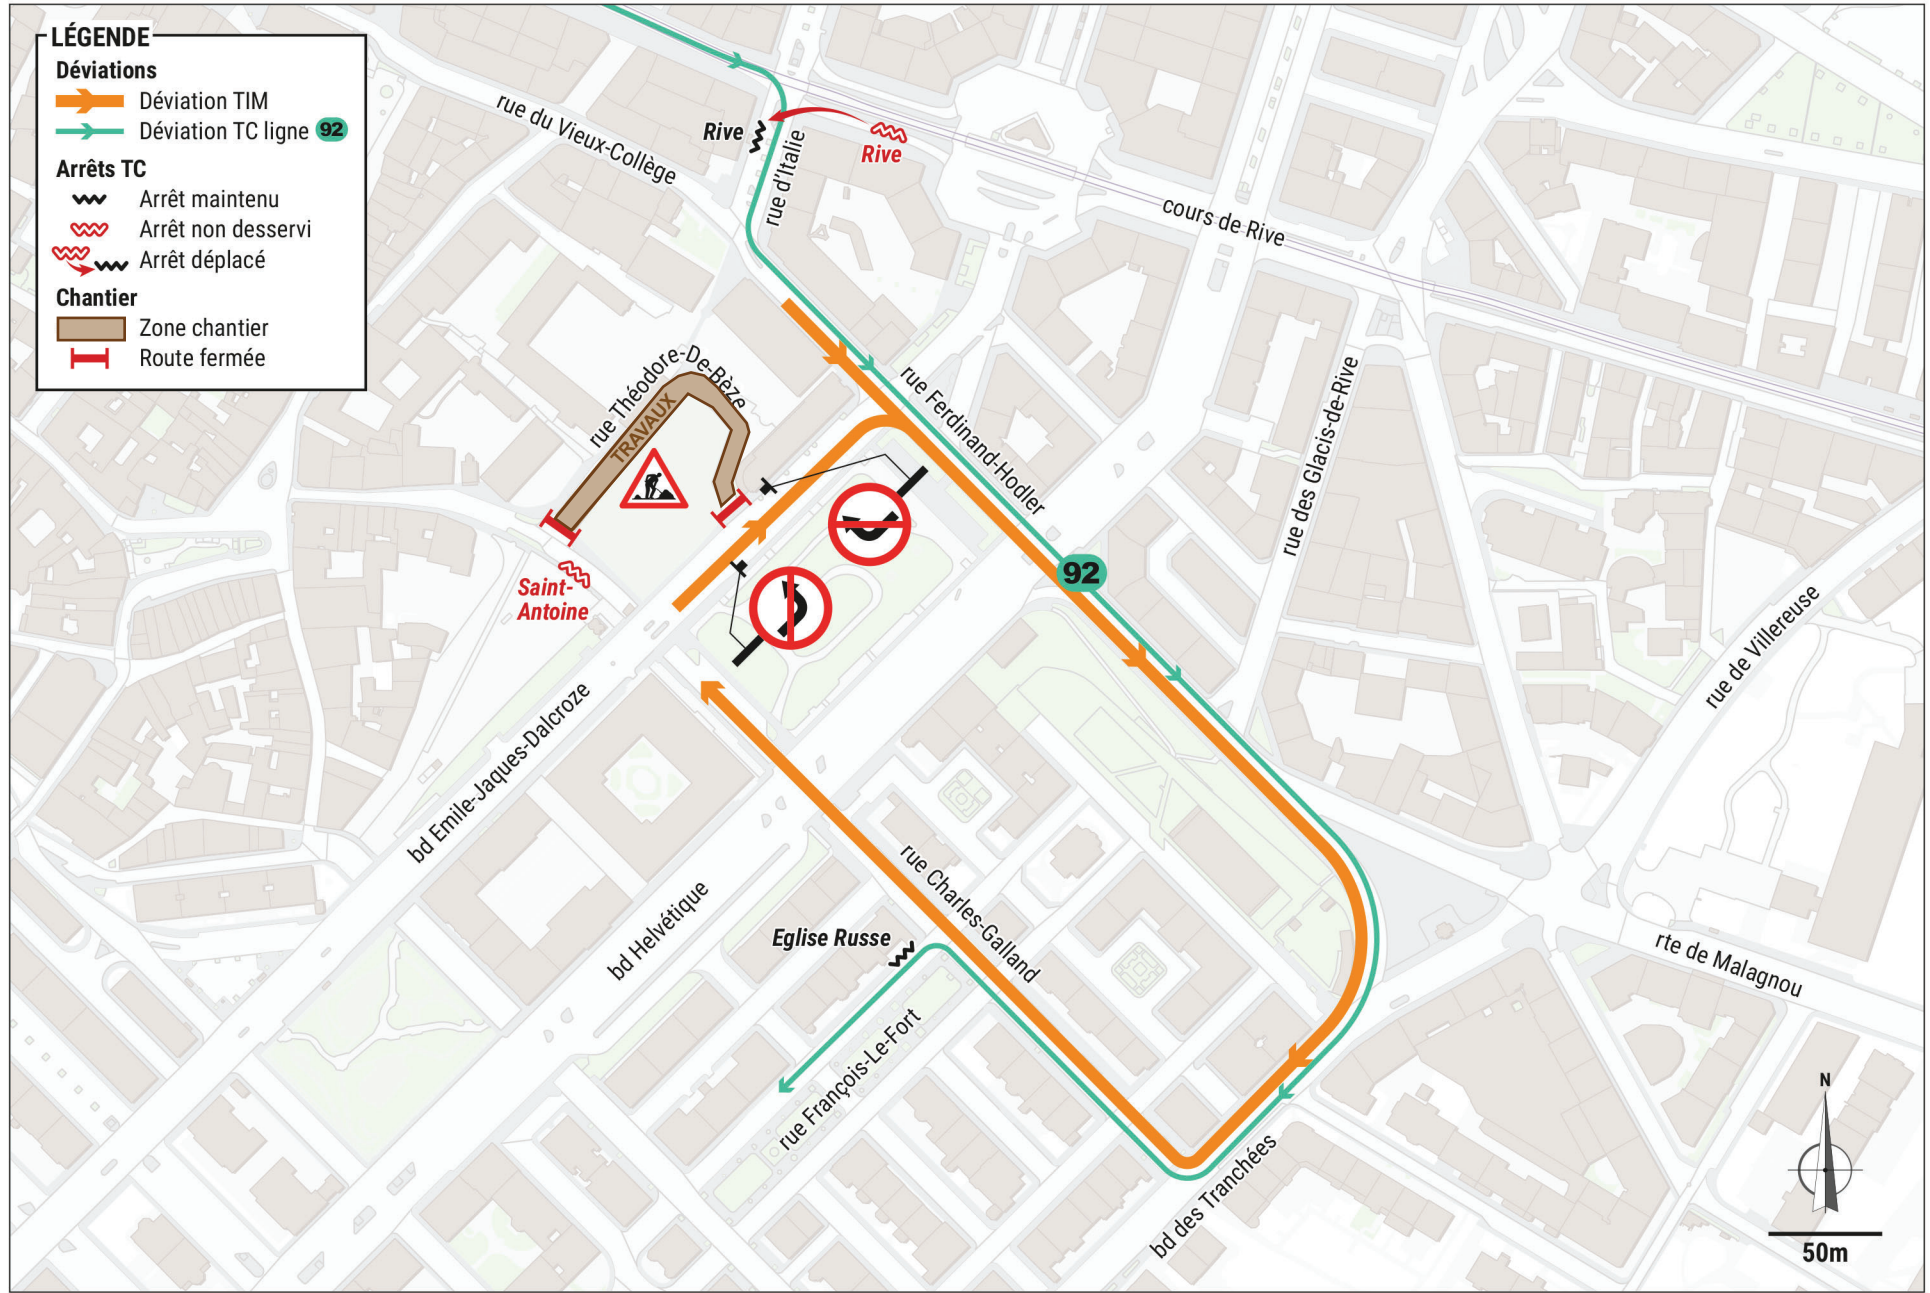 LÉGENDE
Déviations
Déviation TIM
Déviation TC ligne 92
Arrêts TC
Arrêt maintenu
Arrêt non desservi
Arrêt déplacé
Chantier
Zone chantier
Route fermée
rue du Vieux-Collège
Rive
Rive
rue d'Italie
cours de Rive
rue Théodore-De-Bèze
TRAVAUX
rue Ferdinand-Hodler
rue des Glacis-de-Rive
92
Saint-
Antoine
rue de Villereuse
bd Emile-Jaques-Dalcroze
bd Helvétique
rue Charles-Galland
Eglise Russe
rte de Malagnou
rue François-Le-Fort
bd des Tranchées
N
50m